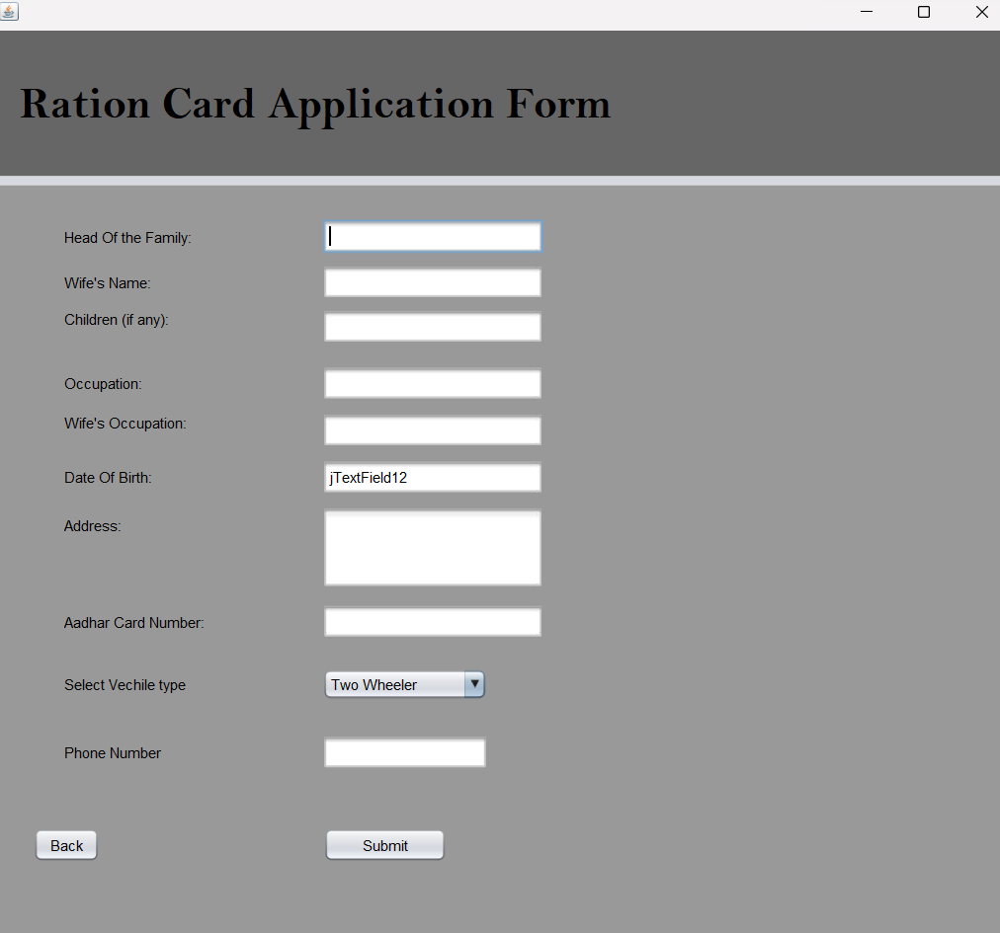 Ration Card Application Form
Head Of the Family:
Wife's Name:
Children (if any):
Occupation:
Wife's Occupation:
Date Of Birth: jTextField12
Address:
Aadhar Card Number:
Select Vechile type Two Wheeler
Phone Number
Back Submit